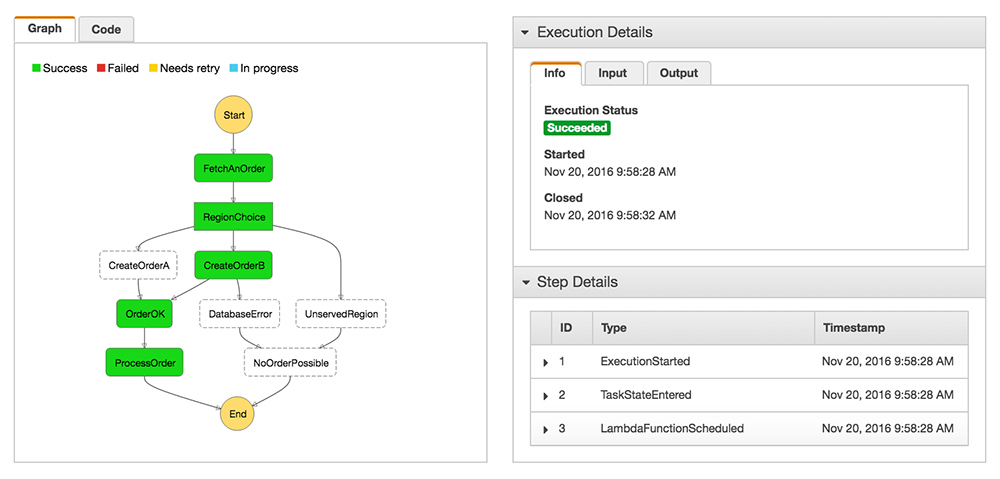 Graph Code
Success Failed Needs retry In progress
Start
FetchAnOrder
RegionChoice
CreateOrderA CreateOrderB
OrderOK DatabaseError UnservedRegion
ProcessOrder NoOrderPossible
End
Execution Details
Info Input Output
Execution Status
Succeeded
Started
Nov 20, 2016 9:58:28 AM
Closed
Nov 20, 2016 9:58:32 AM
Step Details
ID Type Timestamp
1 ExecutionStarted Nov 20, 2016 9:58:28 AM
2 TaskStateEntered Nov 20, 2016 9:58:28 AM
3 LambdaFunctionScheduled Nov 20, 2016 9:58:28 AM